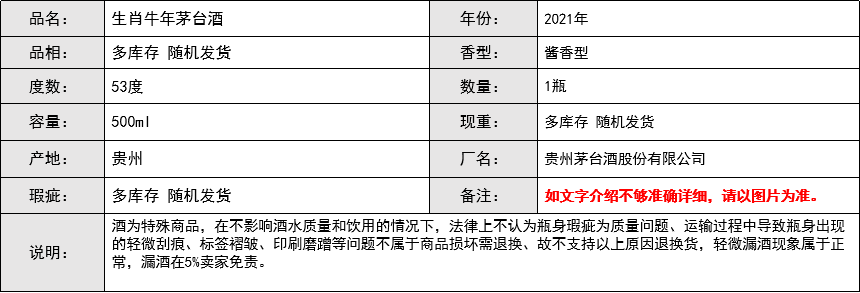 品名： 生肖牛年茅台酒 年份： 2021年
品相： 多库存 随机发货 香型： 酱香型
度数： 53度 数量： 1瓶
容量： 500ml 现重： 多库存 随机发货
产地： 贵州 厂名： 贵州茅台酒股份有限公司
瑕疵： 多库存 随机发货 备注： 如文字介绍不够准确详细，请以图片为准。
说明： 酒为特殊商品，在不影响酒水质量和饮用的情况下，法律上不认为瓶身瑕疵为质量问题、运输过程中导致瓶身出现
的轻微刮痕、标签褶皱、印刷磨蹭等问题不属于商品损坏需退换、故不支持以上原因退换货，轻微漏酒现象属于正
常，漏酒在5%卖家免责。